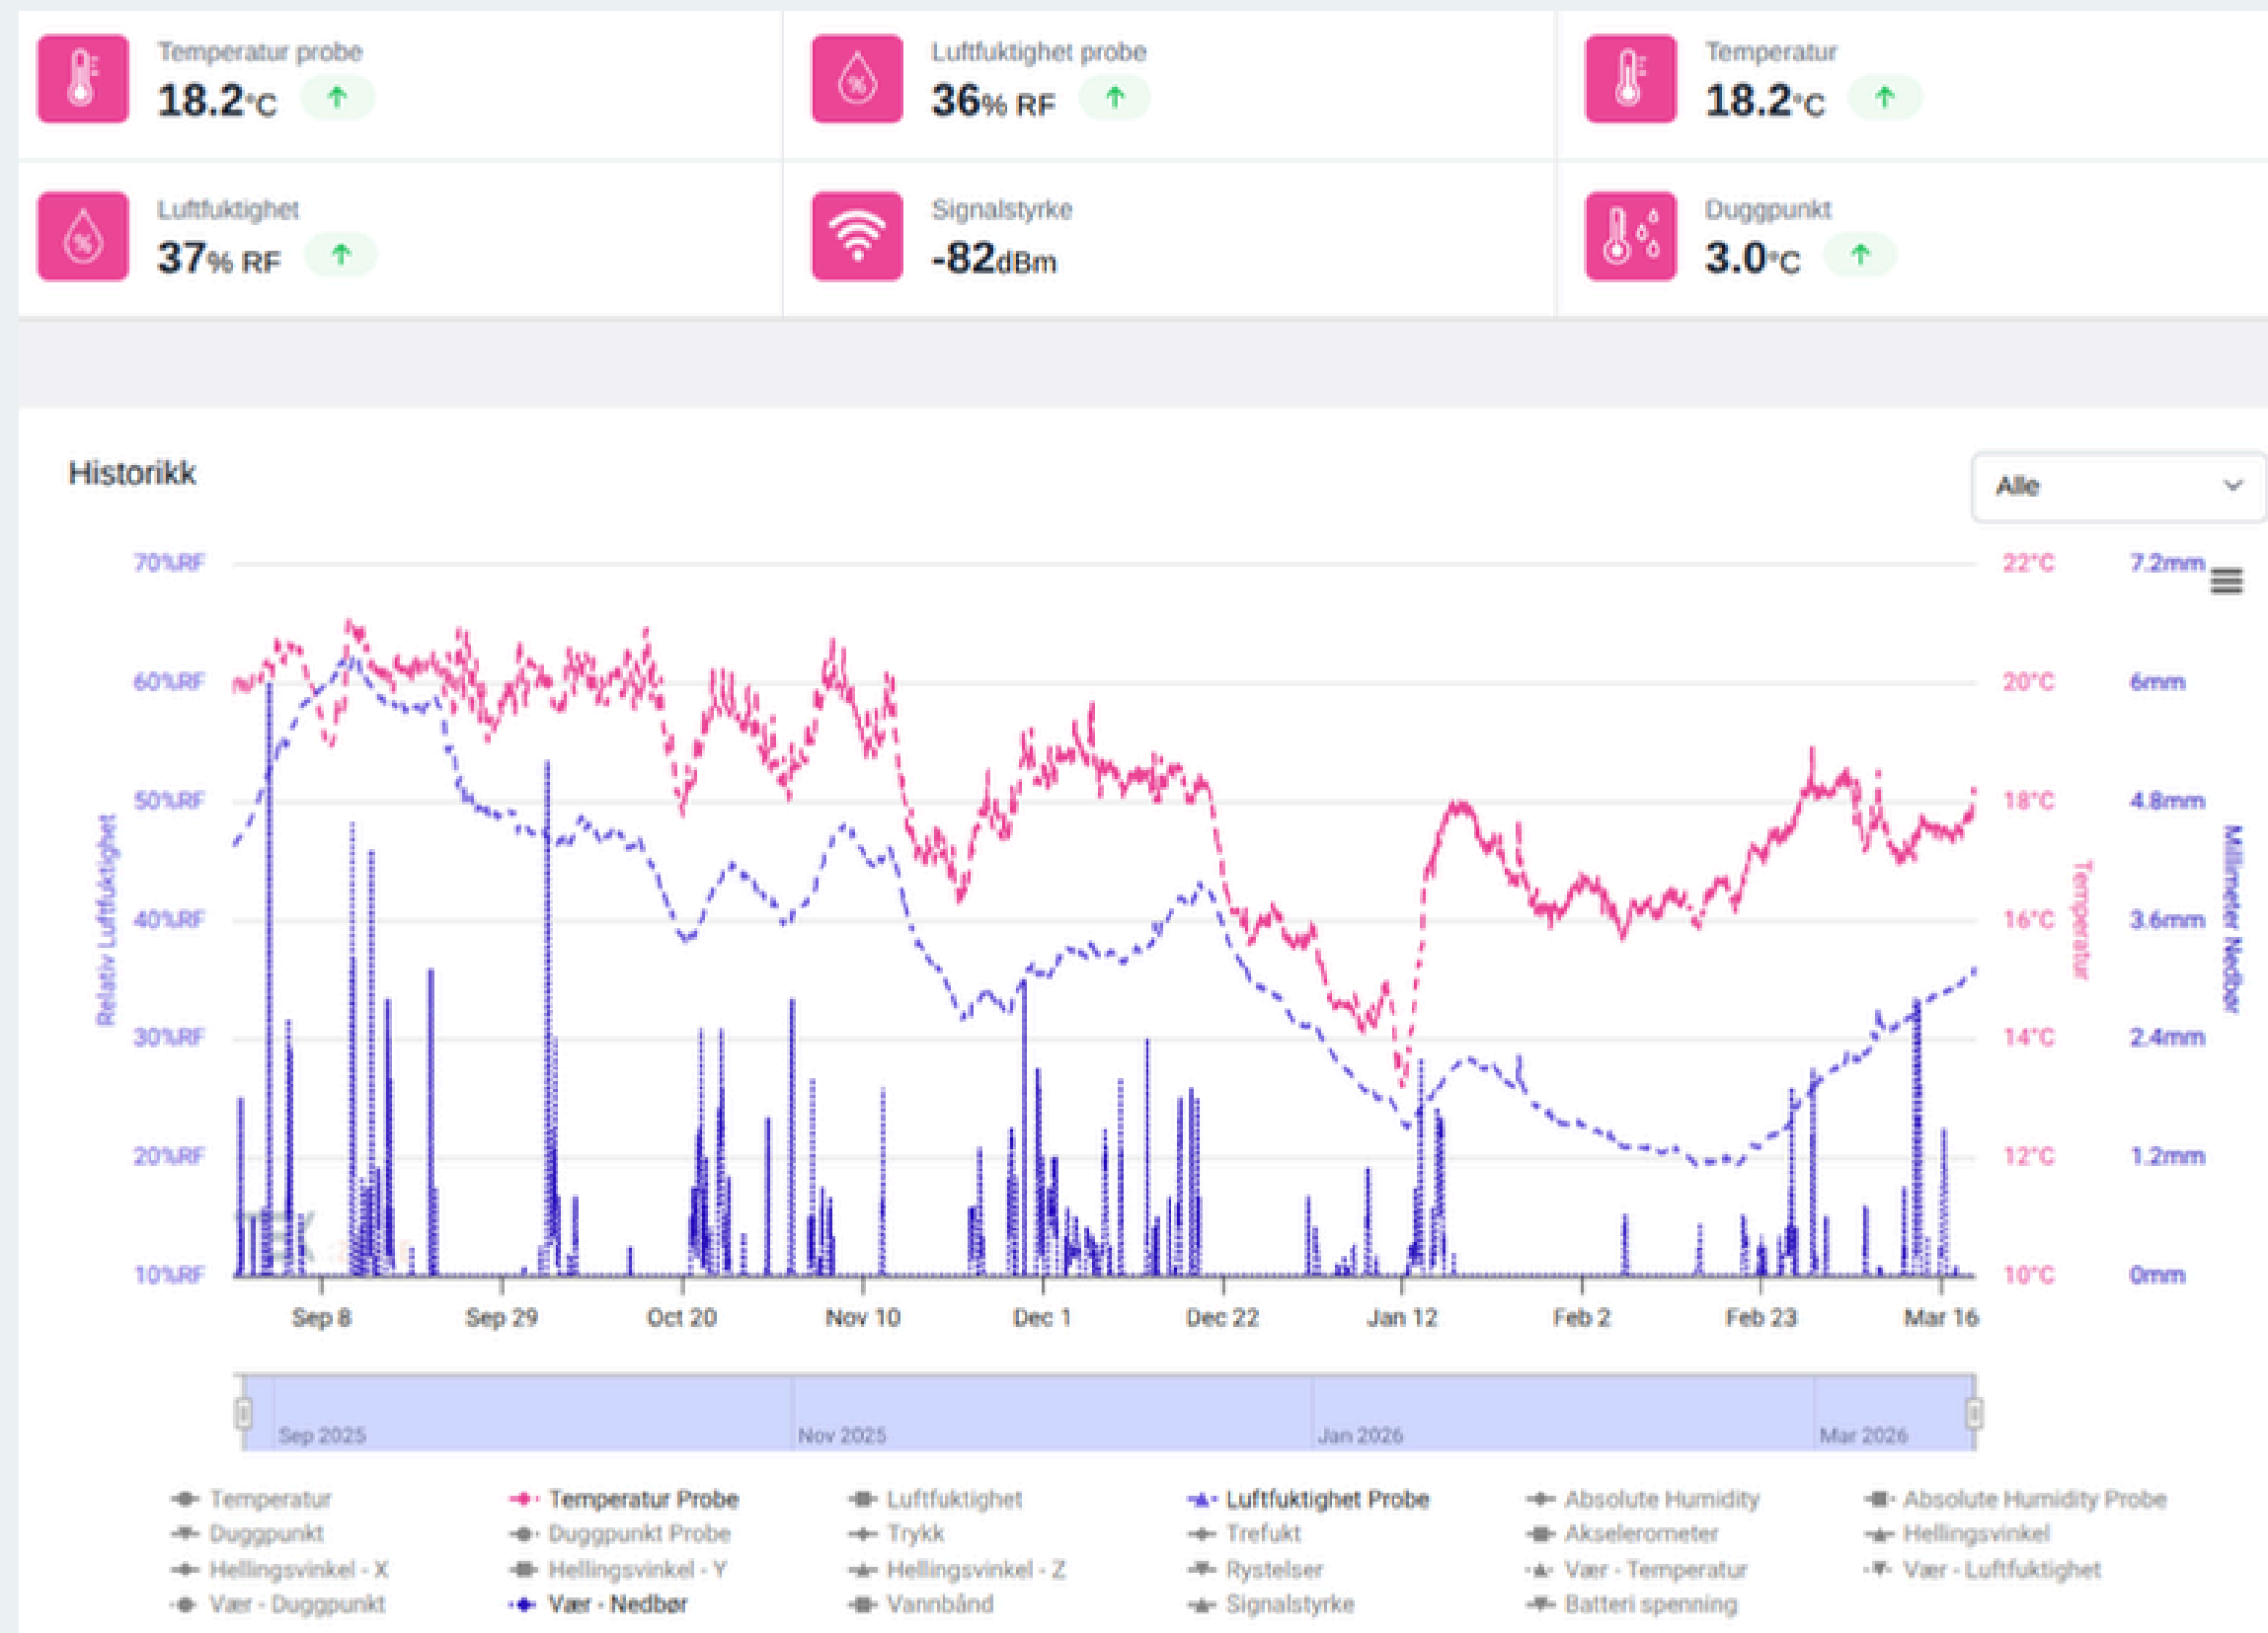 Temperatur probe
18.2°C
Luftfuktighet probe
36% RF
Temperatur
18.2°C
Luftfuktighet
37% RF
Signalstyrke
-82dBm
Duggpunkt
3.0°C
Historikk
Alle
70%RF
60%RF
50%RF
40%RF
30%RF
20%RF
10%RF
Relativ Luftfuktighet
22°C
20°C
18°C
16°C
14°C
12°C
10°C
Temperatur
7.2mm
6mm
4.8mm
3.6mm
2.4mm
1.2mm
0mm
Millimeter Nedbør
Sep 8 Sep 29 Oct 20 Nov 10 Dec 1 Dec 22 Jan 12 Feb 2 Feb 23 Mar 16
Sep 2025 Nov 2025 Jan 2026 Mar 2026
Temperatur Temperatur Probe Luftfuktighet Luftfuktighet Probe Absolute Humidity Absolute Humidity Probe
Duggpunkt Duggpunkt Probe Trykk Trefukt Akselerometer Hellingsvinkel
Hellingsvinkel - X Hellingsvinkel - Y Hellingsvinkel - Z Rystelser Vær - Temperatur Vær - Luftfuktighet
Vær - Duggpunkt Vær - Nedbør Vannbånd Signalstyrke Batteri spenning